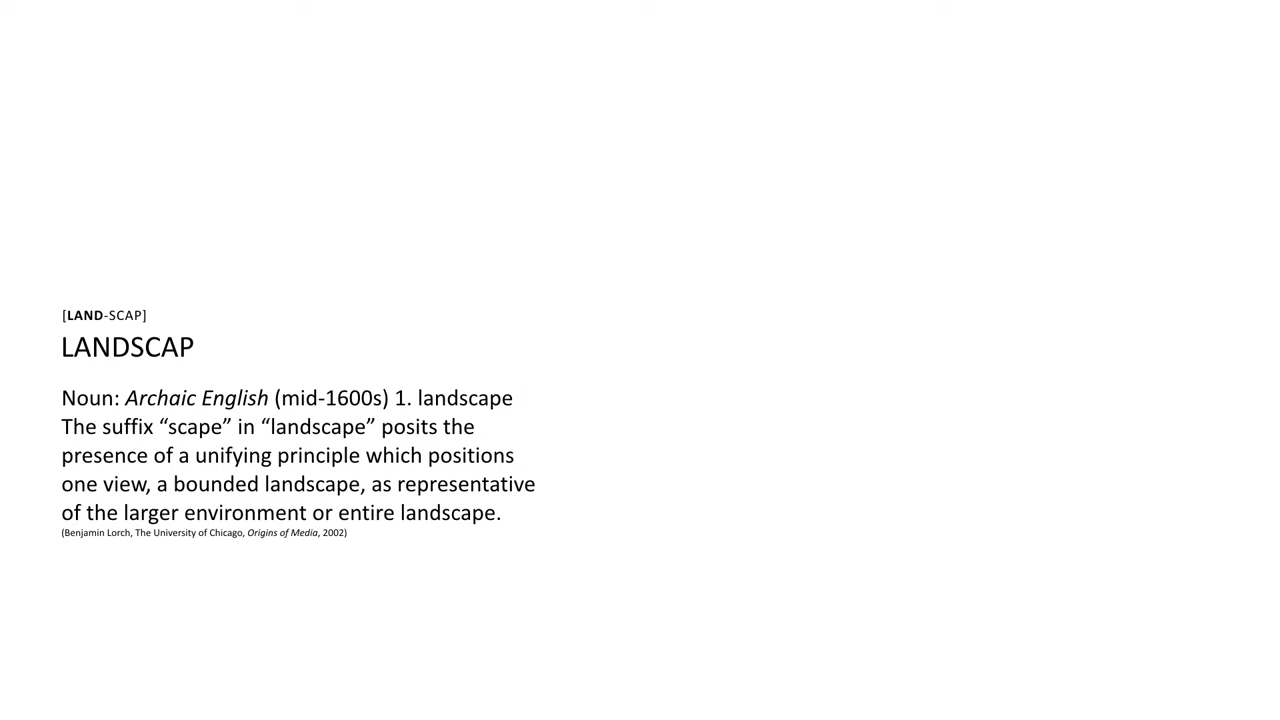 [LAND-SCAP]
LANDSCAP
Noun: Archaic English (mid-1600s) 1. landscape
The suffix “scape” in “landscape” posits the
presence of a unifying principle which positions
one view, a bounded landscape, as representative
of the larger environment or entire landscape.
(Benjamin Lorch, The University of Chicago, Origins of Media, 2002)